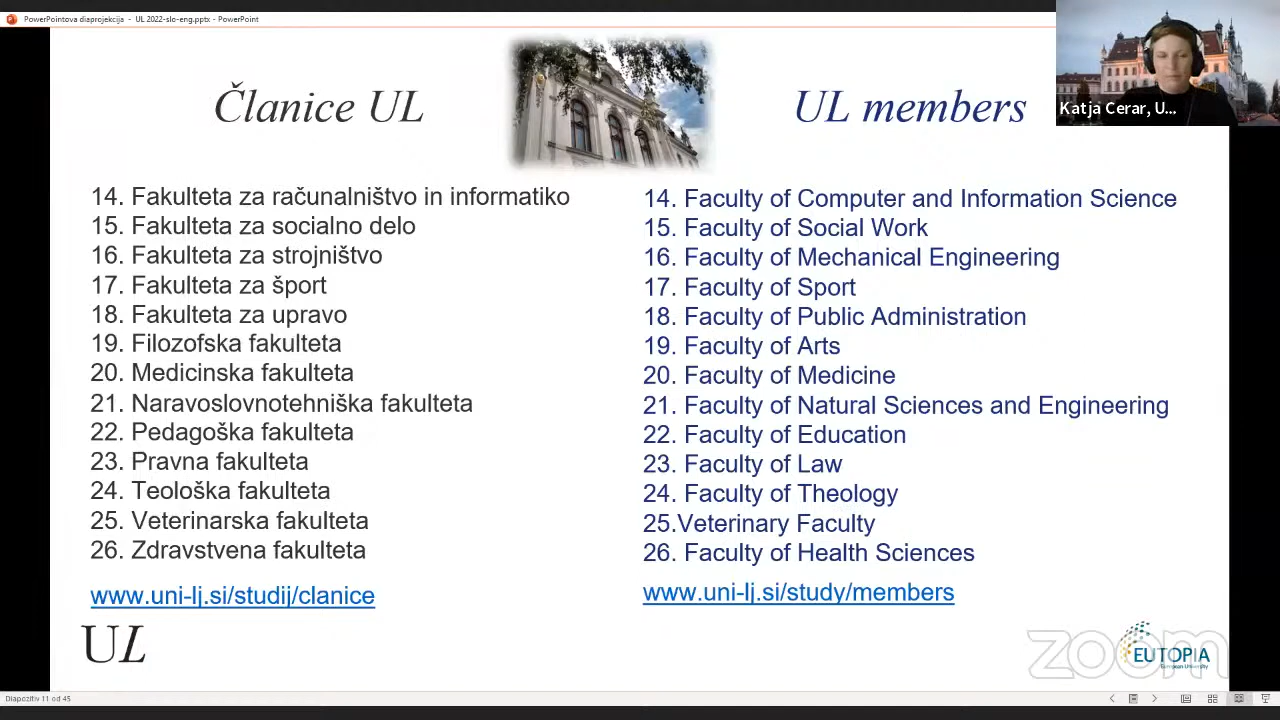 PowerPointova diaprojekcija - UL 2022-slo-eng.pptx - PowerPoint
Katja Cerar, U...
Članice UL
14. Fakulteta za računalništvo in informatiko
15. Fakulteta za socialno delo
16. Fakulteta za strojništvo
17. Fakulteta za šport
18. Fakulteta za upravo
19. Filozofska fakulteta
20. Medicinska fakulteta
21. Naravoslovnotehniška fakulteta
22. Pedagoška fakulteta
23. Pravna fakulteta
24. Teološka fakulteta
25. Veterinarska fakulteta
26. Zdravstvena fakulteta
www.uni-lj.si/studij/clanice
UL members
14. Faculty of Computer and Information Science
15. Faculty of Social Work
16. Faculty of Mechanical Engineering
17. Faculty of Sport
18. Faculty of Public Administration
19. Faculty of Arts
20. Faculty of Medicine
21. Faculty of Natural Sciences and Engineering
22. Faculty of Education
23. Faculty of Law
24. Faculty of Theology
25.Veterinary Faculty
26. Faculty of Health Sciences
www.uni-lj.si/study/members
UL
zoom
EUTOPIA
European University
Diapozitiv 11 od 45